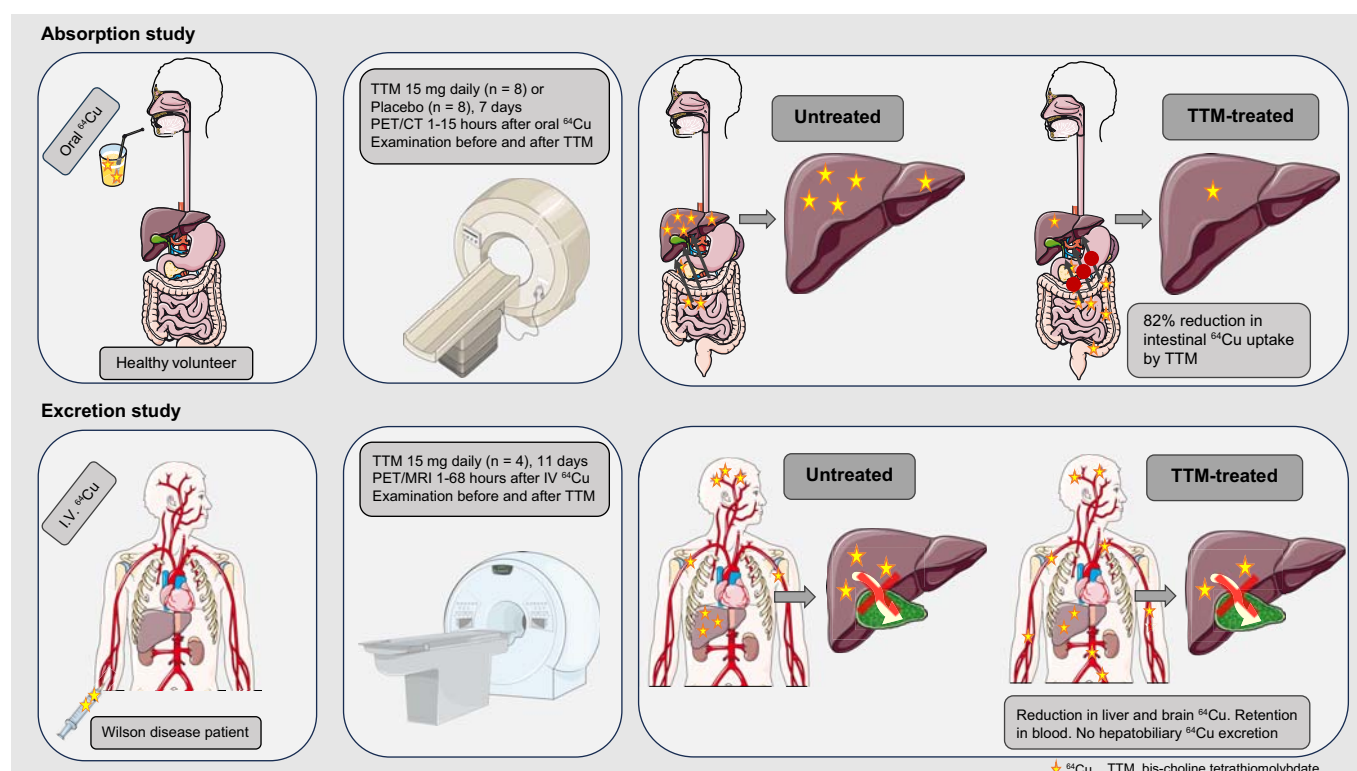 Absorption study
Oral ⁶⁴Cu
Healthy volunteer
TTM 15 mg daily (n = 8) or
Placebo (n = 8), 7 days
PET/CT 1-15 hours after oral ⁶⁴Cu
Examination before and after TTM
Untreated
TTM-treated
82% reduction in
intestinal ⁶⁴Cu uptake
by TTM
Excretion study
I.V. ⁶⁴Cu
Wilson disease patient
TTM 15 mg daily (n = 4), 11 days
PET/MRI 1-68 hours after IV ⁶⁴Cu
Examination before and after TTM
Untreated
TTM-treated
Reduction in liver and brain ⁶⁴Cu. Retention
in blood. No hepatobiliary ⁶⁴Cu excretion
⁶⁴Cu TTM, bis-choline tetrathiomolybdate